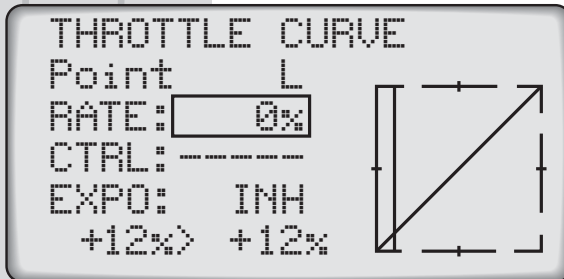 THROTTLE CURVE
Point L
RATE: 0%
CTRL:-----
EXPO: INH
+12%> +12%